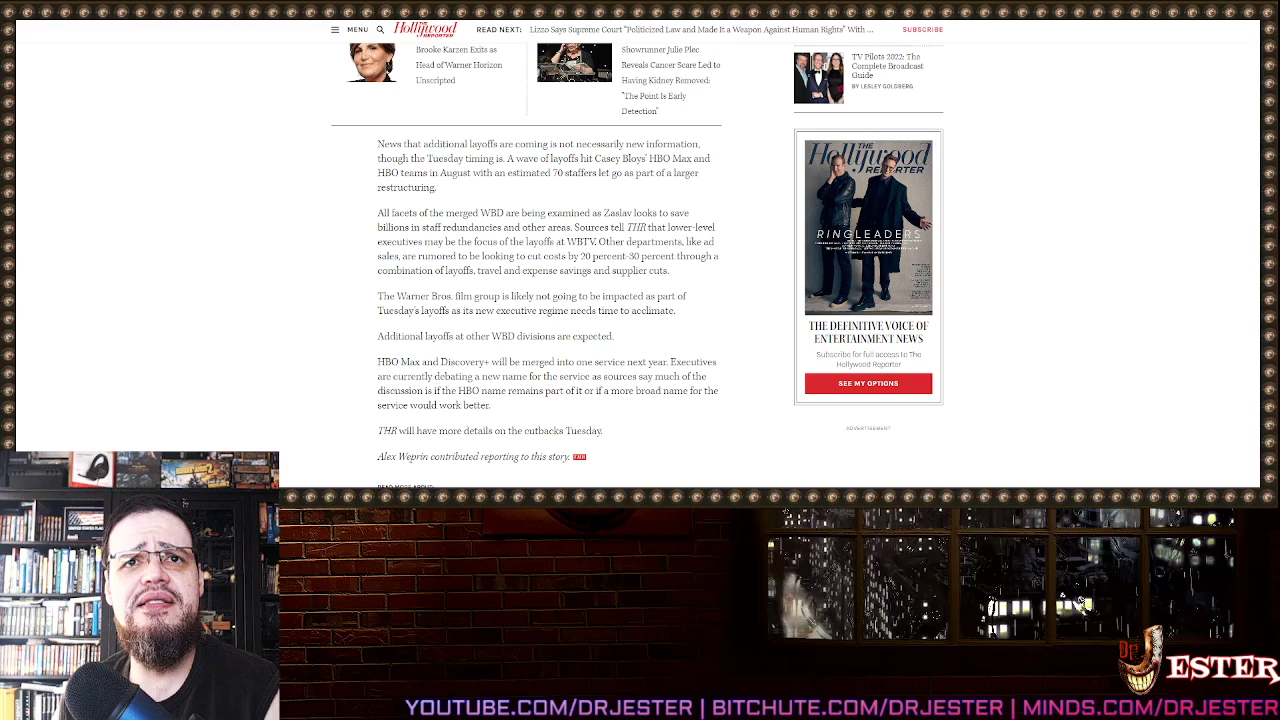 MENU
The Hollywood REPORTER
READ NEXT: Lizzo Says Supreme Court "Politicized Law and Made It a Weapon Against Human Rights" With ...
SUBSCRIBE
Brooke Karzen Exits as
Head of Warner Horizon
Unscripted
Showrunner Julie Plec
Reveals Cancer Scare Led to
Having Kidney Removed:
"The Point Is Early
Detection"
TV Pilots 2022: The
Complete Broadcast
Guide
BY LESLEY GOLDBERG
News that additional layoffs are coming is not necessarily new information,
though the Tuesday timing is. A wave of layoffs hit Casey Bloys' HBO Max and
HBO teams in August with an estimated 70 staffers let go as part of a larger
restructuring.
All facets of the merged WBD are being examined as Zaslav looks to save
billions in staff redundancies and other areas. Sources tell THR that lower-level
executives may be the focus of the layoffs at WBTV. Other departments, like ad
sales, are rumored to be looking to cut costs by 20 percent-30 percent through a
combination of layoffs, travel and expense savings and supplier cuts.
The Warner Bros. film group is likely not going to be impacted as part of
Tuesday's layoffs as its new executive regime needs time to acclimate.
Additional layoffs at other WBD divisions are expected.
HBO Max and Discovery+ will be merged into one service next year. Executives
are currently debating a new name for the service as sources say much of the
discussion is if the HBO name remains part of it or if a more broad name for the
service would work better.
THR will have more details on the cutbacks Tuesday.
Alex Weprin contributed reporting to this story. THR
READ MORE ABOUT:
THE
Hollywood
REPORTER
RINGLEADERS
THE DEFINITIVE VOICE OF
ENTERTAINMENT NEWS
Subscribe for full access to The
Hollywood Reporter
SEE MY OPTIONS
ADVERTISEMENT
Dr
JESTER
YOUTUBE.COM/DRJESTER | BITCHUTE.COM/DRJESTER | MINDS.COM/DRJESTER